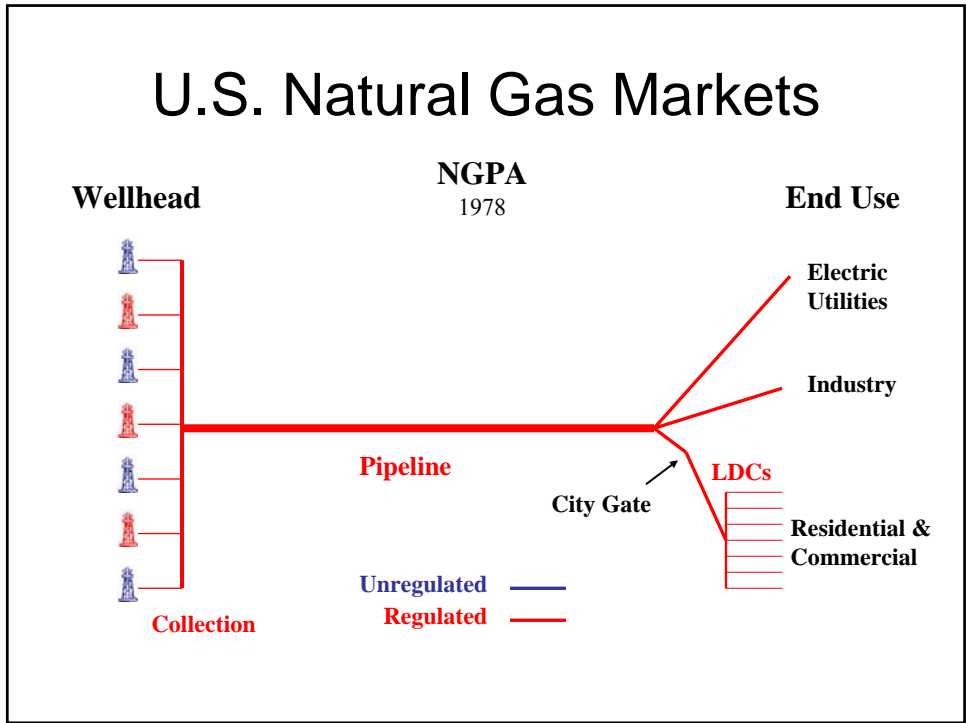 U.S. Natural Gas Markets
NGPA
1978
Wellhead
End Use
Electric
Utilities
Industry
Pipeline
LDCs
City Gate
Residential &
Commercial
Unregulated
Regulated
Collection